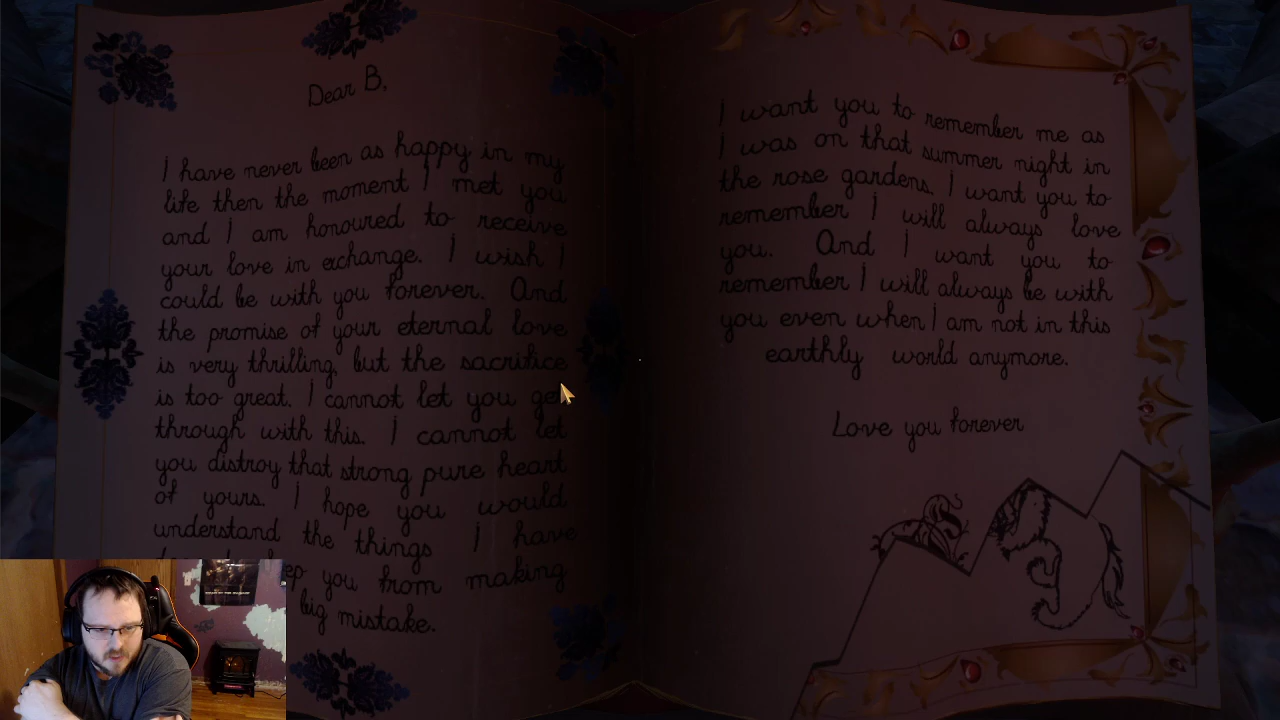 Dear B,
I have never been as happy in my
life then the moment I met you
and I am honoured to receive
your love in exchange. I wish I
could be with you forever. And
the promise of your eternal love
is very thrilling, but the sacrifice
is too great. I cannot let you get
through with this. I cannot let
you distroy that strong pure heart
of yours. I hope you would
understand the things I have
you from making
big mistake.
I want you to remember me as
I was on that summer night in
the rose gardens. I want you to
remember I will always love
you. And I want you to
remember I will always be with
you even when I am not in this
earthly world anymore.
Love you forever